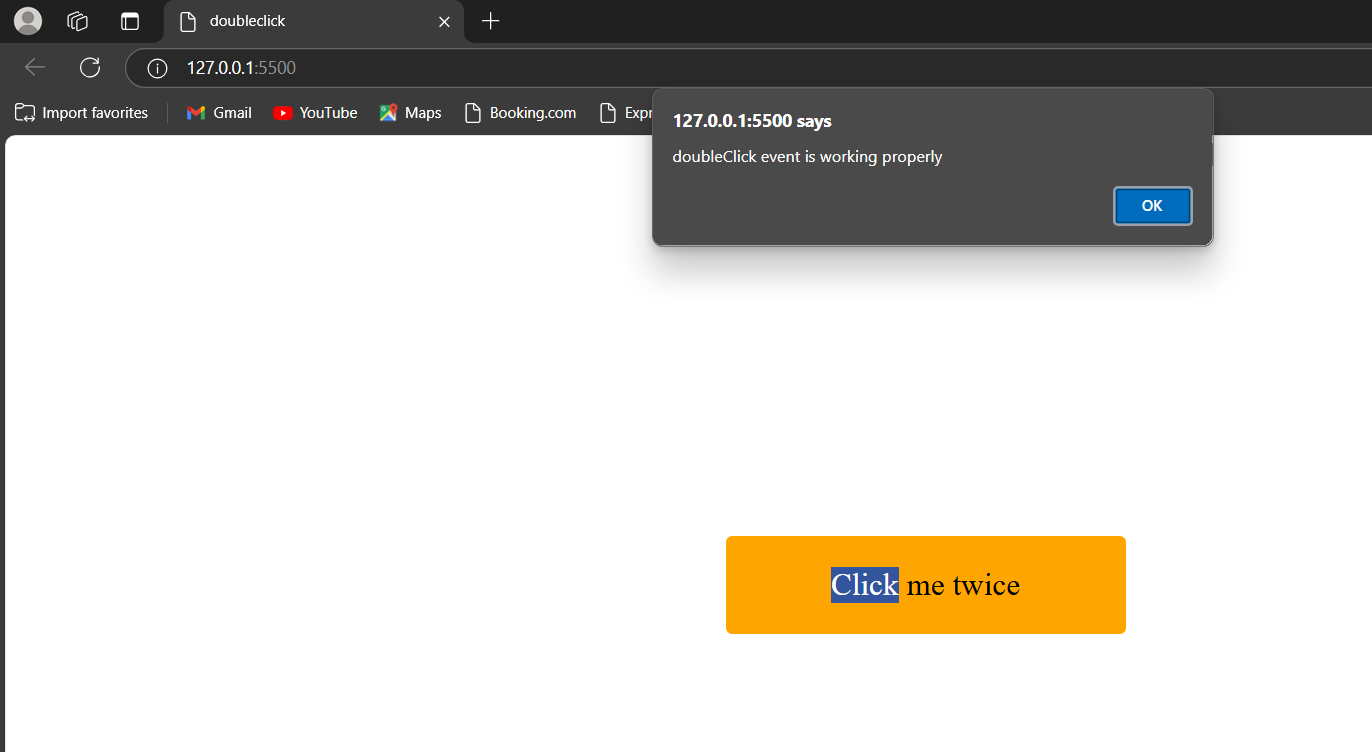 doubleclick
127.0.0.1:5500
Import favorites Gmail YouTube Maps Booking.com Expr
127.0.0.1:5500 says
doubleClick event is working properly
OK
Click me twice